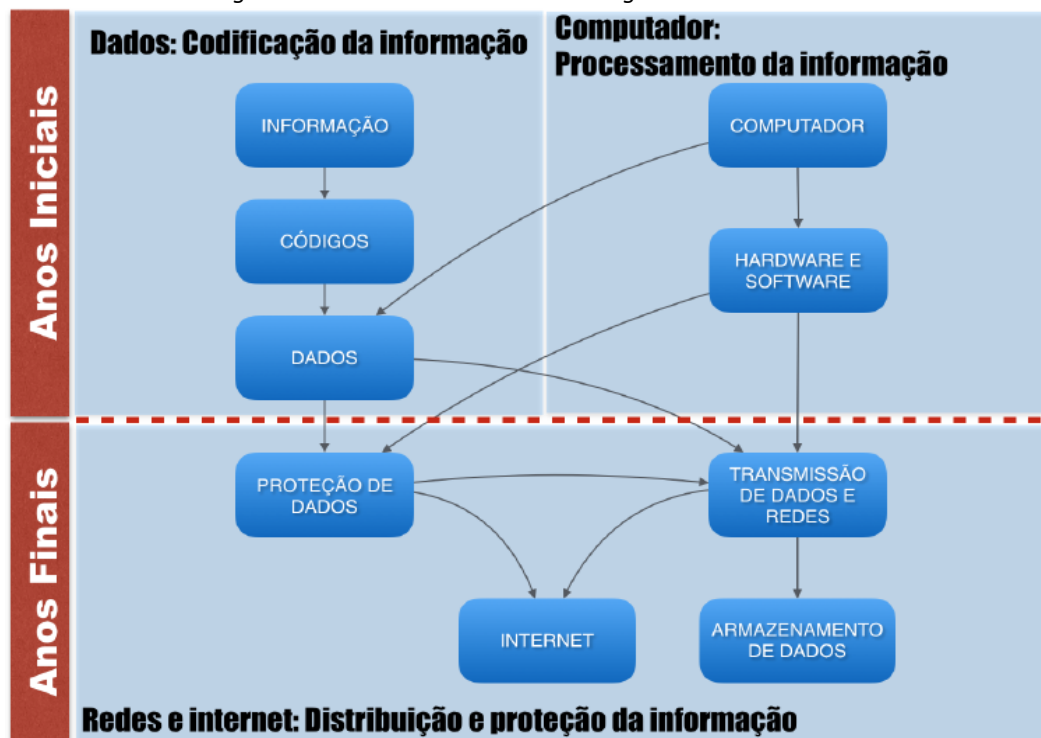 Dados: Codificação da informação
Computador:
Processamento da informação
Anos Iniciais
INFORMAÇÃO
COMPUTADOR
CÓDIGOS
HARDWARE E
SOFTWARE
DADOS
Anos Finais
PROTEÇÃO DE
DADOS
TRANSMISSÃO
DE DADOS E
REDES
INTERNET
ARMAZENAMENTO
DE DADOS
Redes e internet: Distribuição e proteção da informação